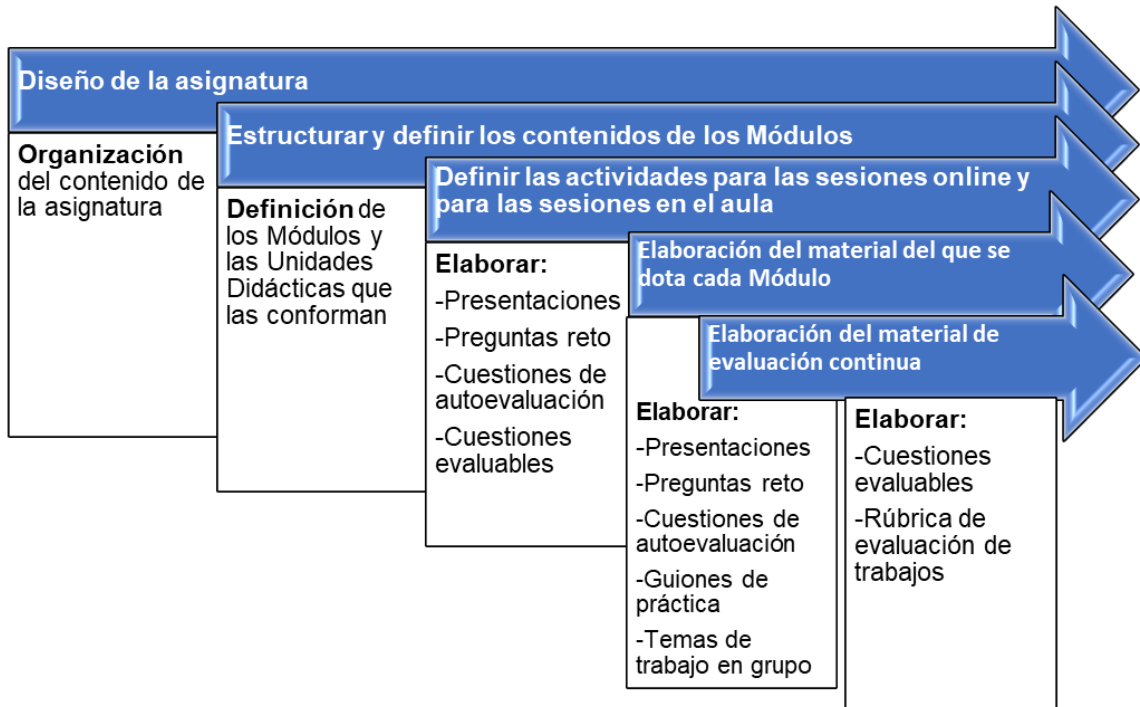 Diseño de la asignatura
Organización
del contenido de
la asignatura
Estructurar y definir los contenidos de los Módulos
Definición de
los Módulos y
las Unidades
Didácticas que
las conforman
Definir las actividades para las sesiones online y
para las sesiones en el aula
Elaborar:
-Presentaciones
-Preguntas reto
-Cuestiones de
autoevaluación
-Cuestiones
evaluables
Elaboración del material del que se
dota cada Módulo
Elaborar:
-Presentaciones
-Preguntas reto
-Cuestiones de
autoevaluación
-Guiones de
práctica
-Temas de
trabajo en grupo
Elaboración del material de
evaluación continua
Elaborar:
-Cuestiones
evaluables
-Rúbrica de
evaluación de
trabajos